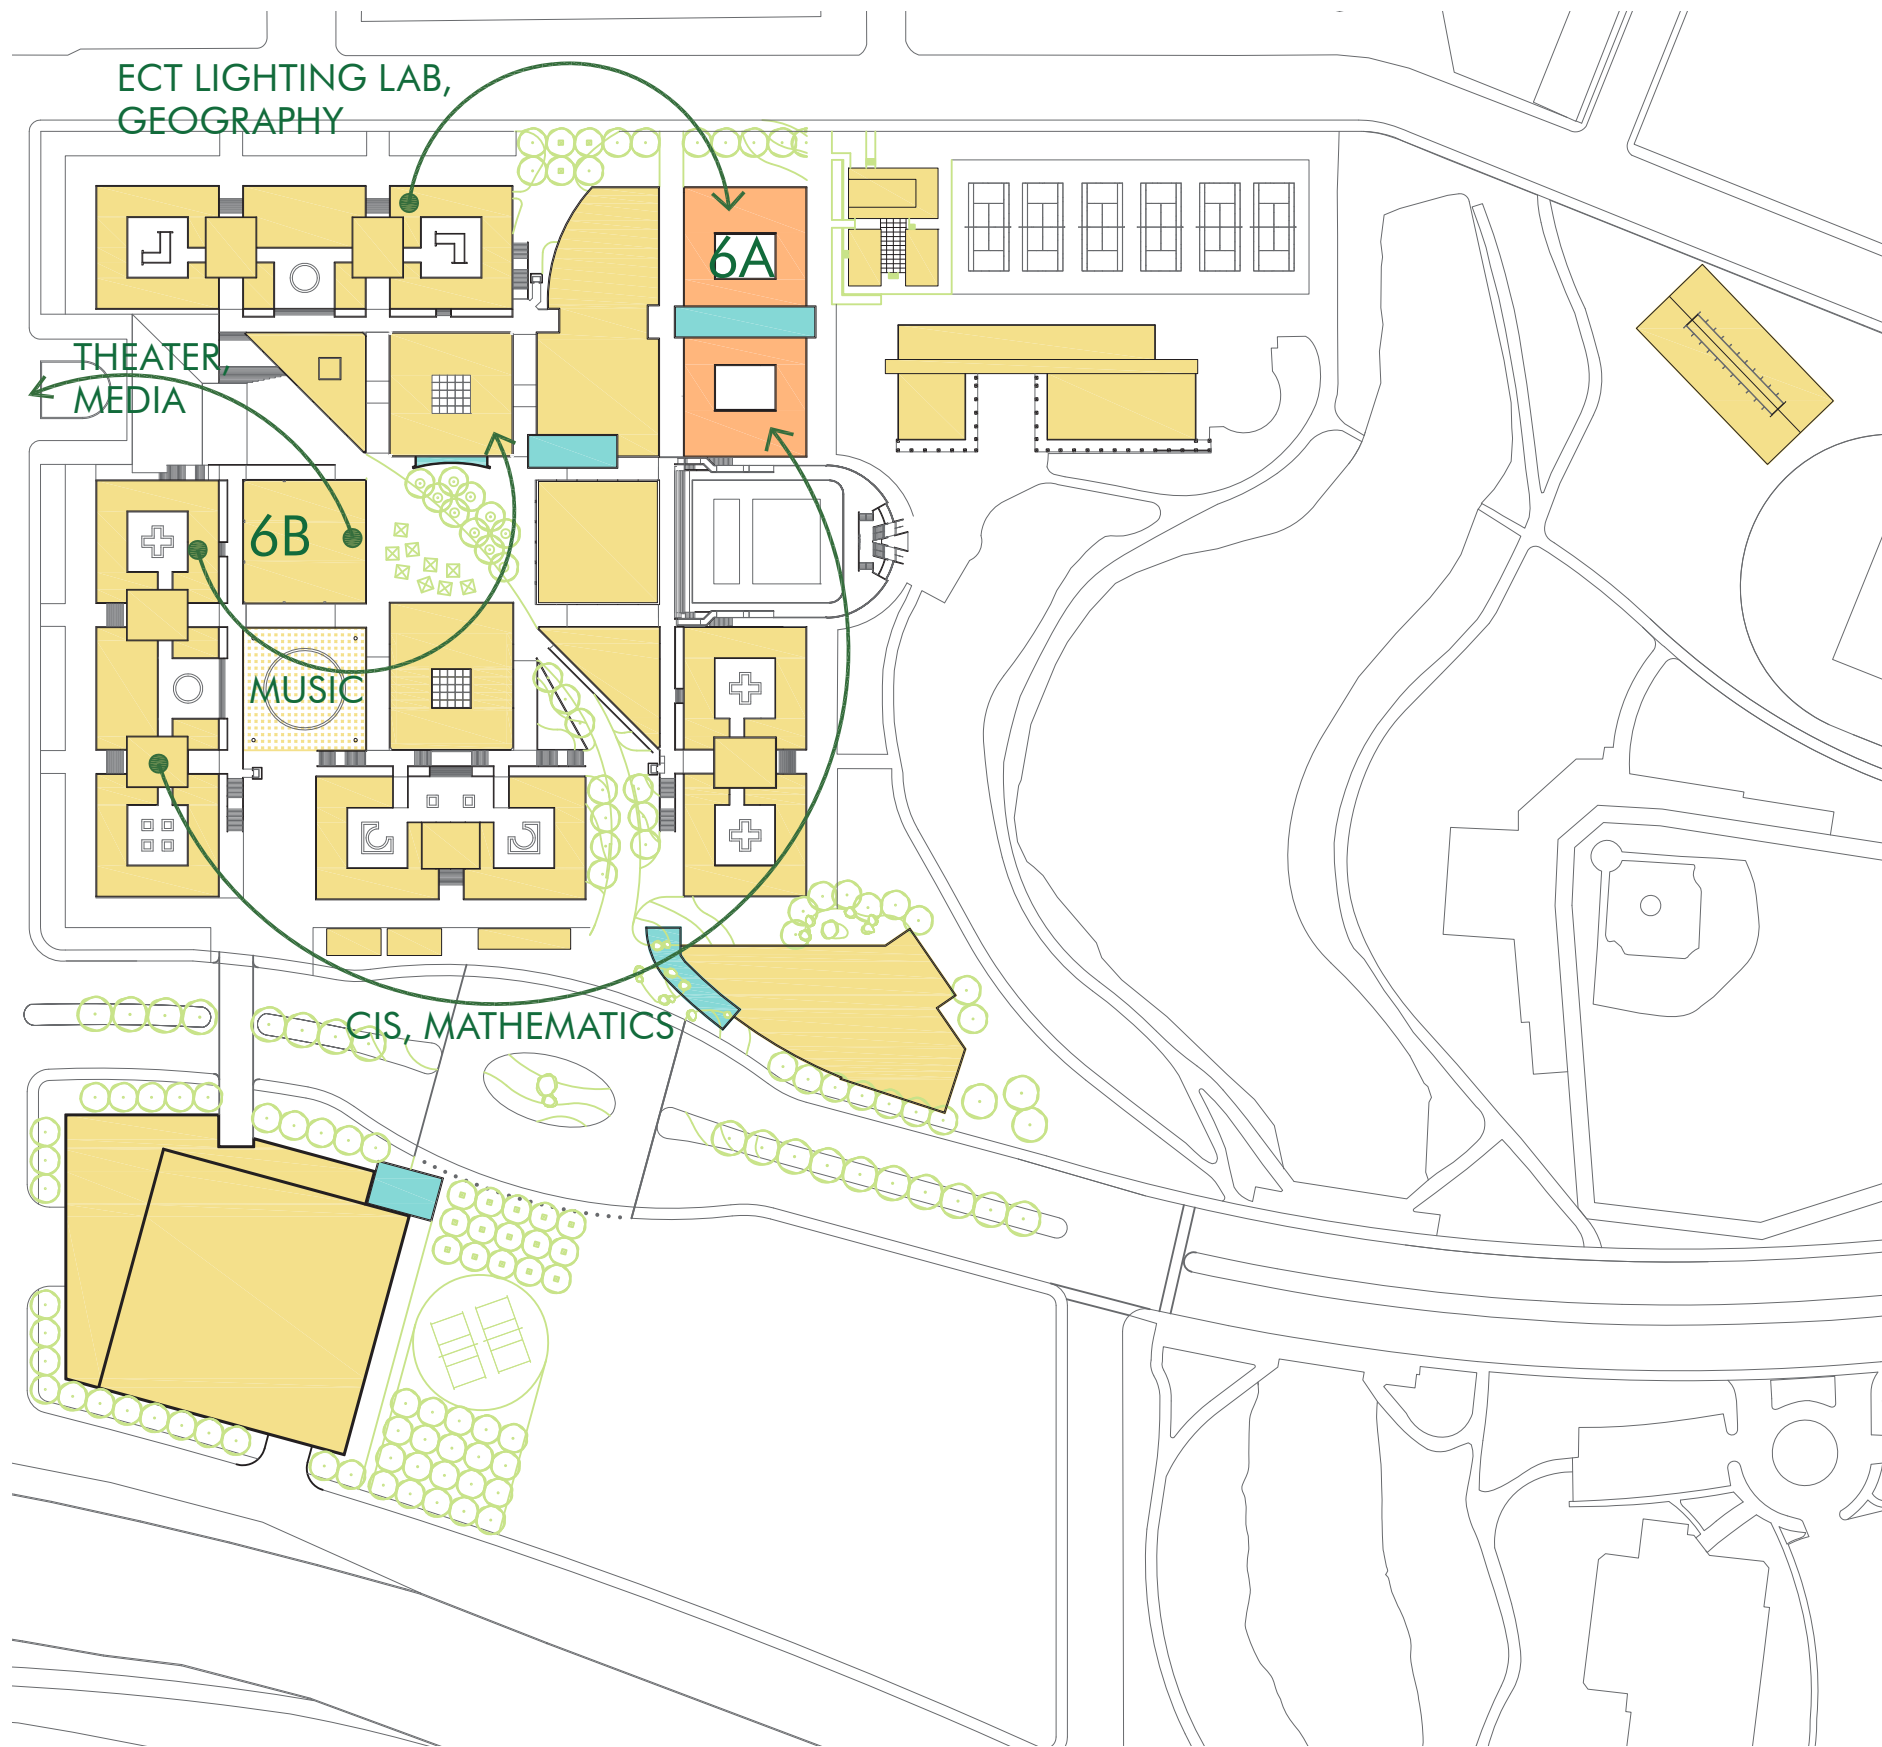 ECT LIGHTING LAB,
GEOGRAPHY
6A
THEATER,
MEDIA
6B
MUSIC
CIS, MATHEMATICS